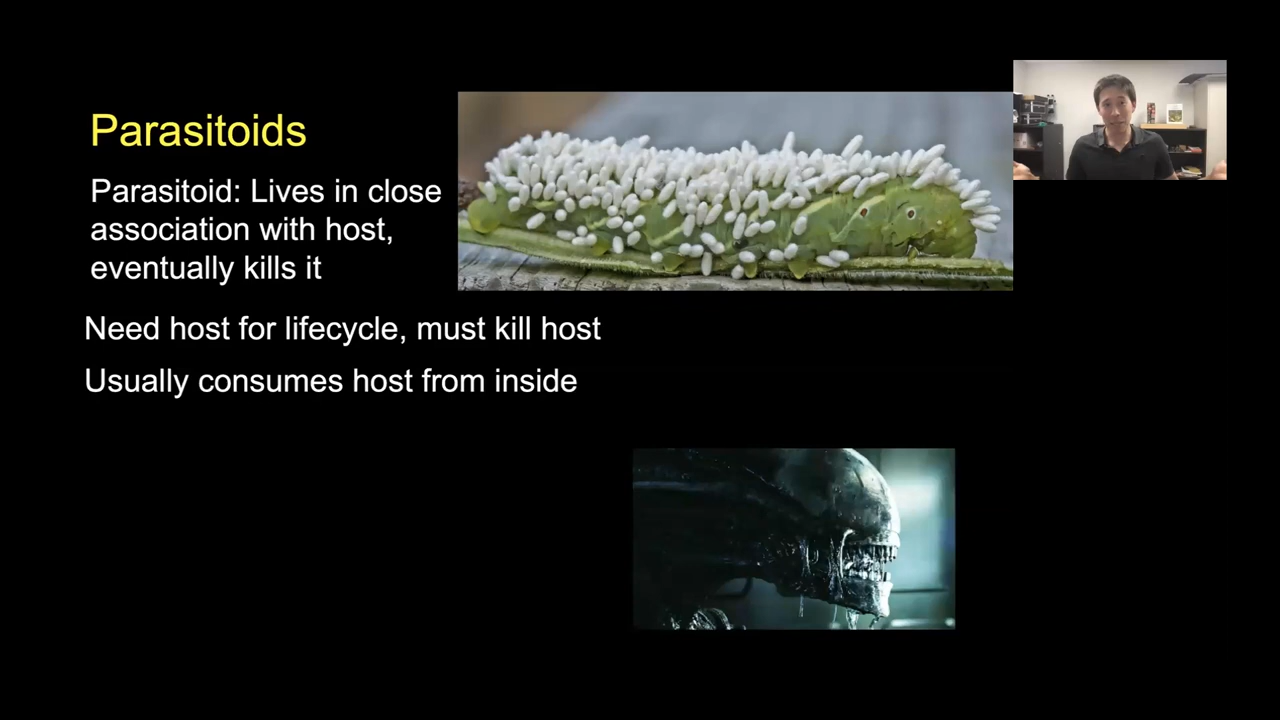 Parasitoids
Parasitoid: Lives in close
association with host,
eventually kills it
Need host for lifecycle, must kill host
Usually consumes host from inside